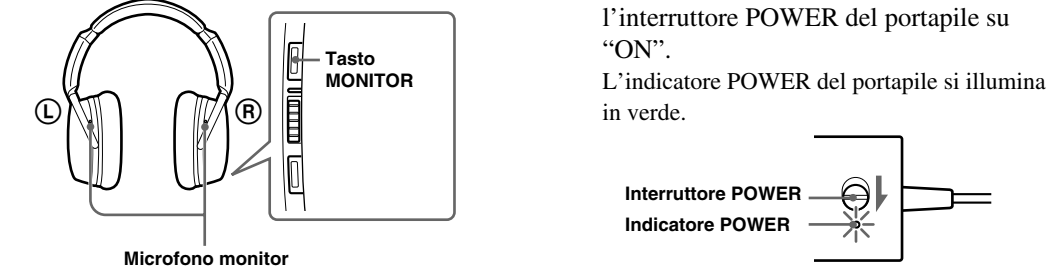 Tasto
MONITOR
L
R
Microfono monitor
l’interruttore POWER del portapile su
“ON”.
L’indicatore POWER del portapile si illumina
in verde.
Interruttore POWER
Indicatore POWER